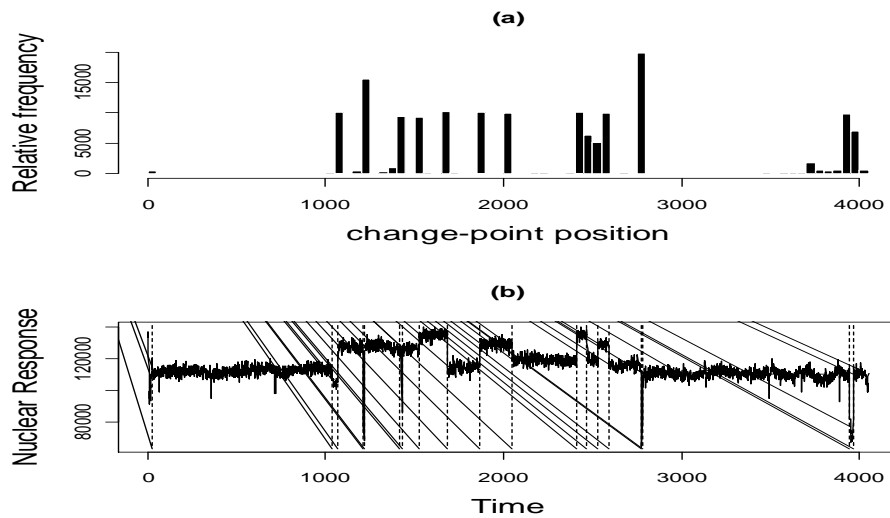 (a)
Relative frequency
0 5000 15000
0 1000 2000 3000 4000
change-point position
(b)
Nuclear Response
80000 120000
0 1000 2000 3000 4000
Time